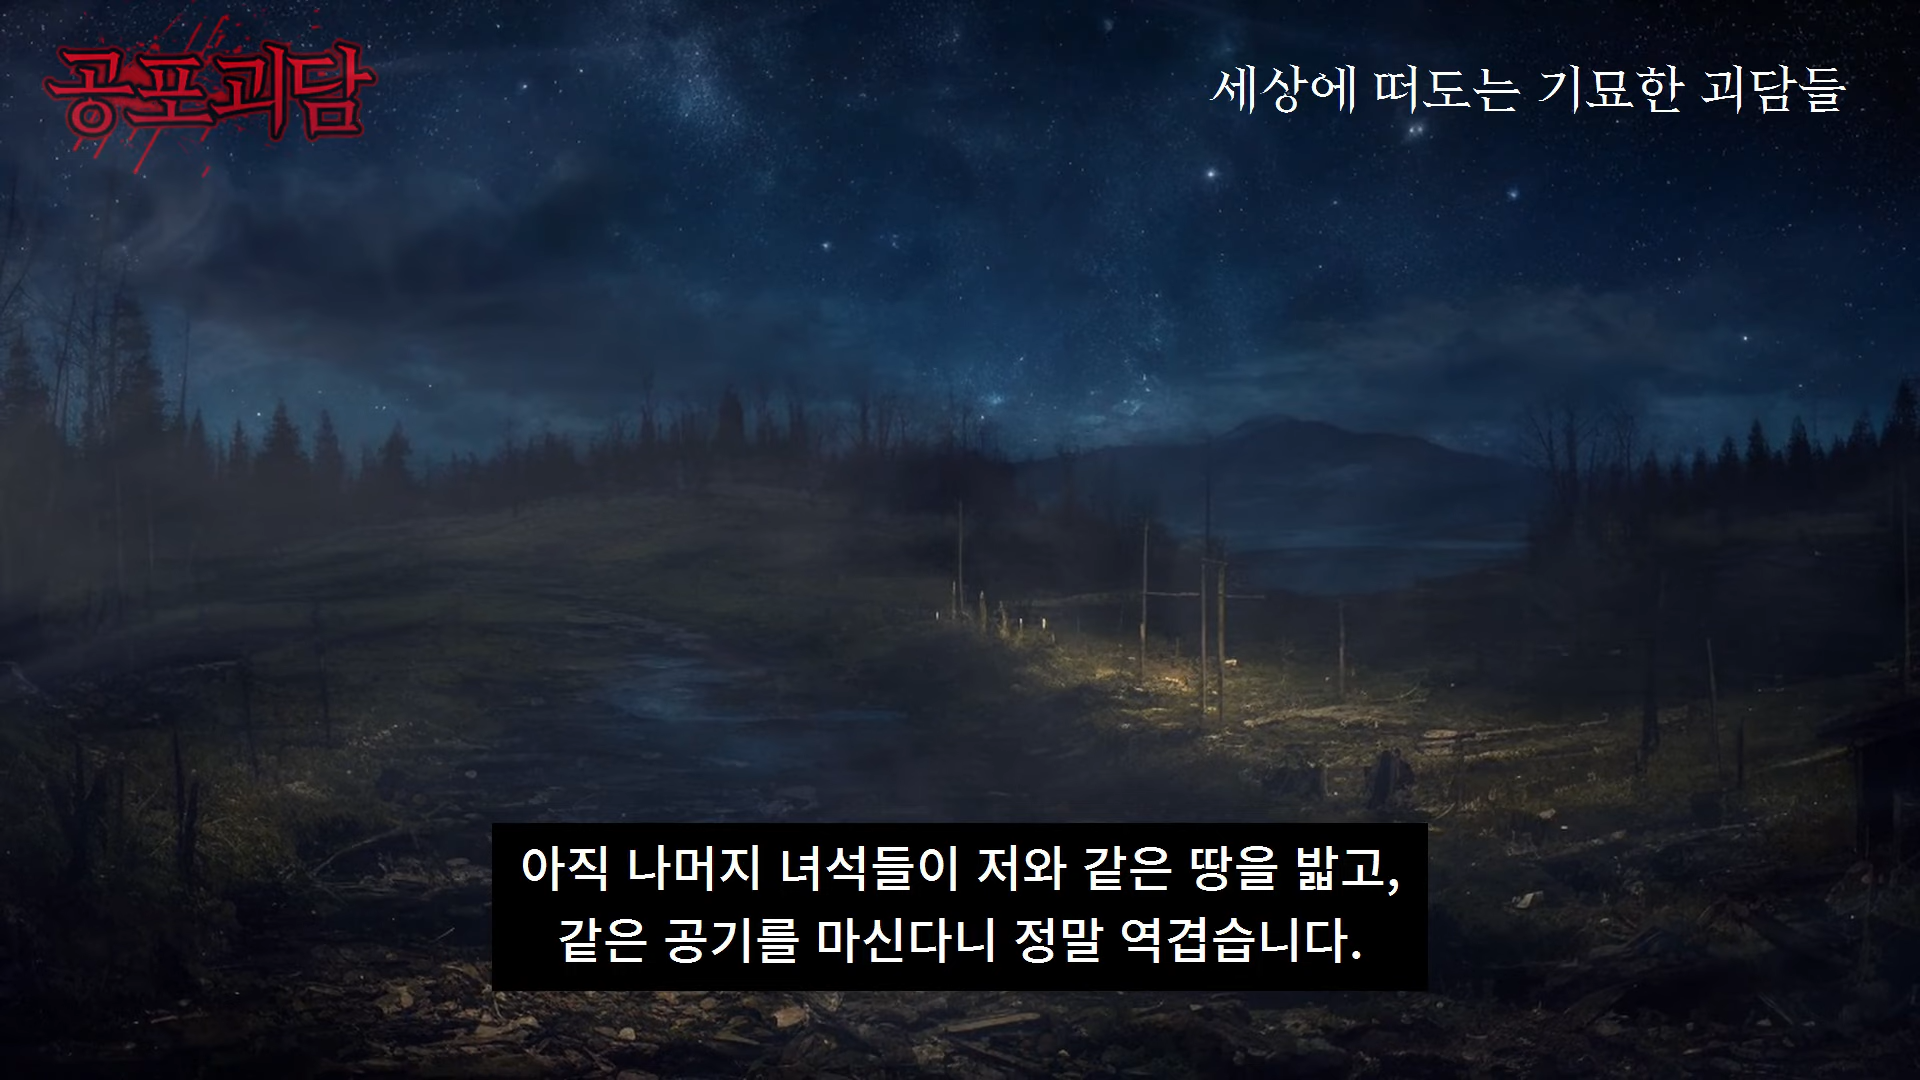 공포괴담
세상에 떠도는 기묘한 괴담들
아직 나머지 녀석들이 저와 같은 땅을 밟고,
같은 공기를 마신다니 정말 역겹습니다.